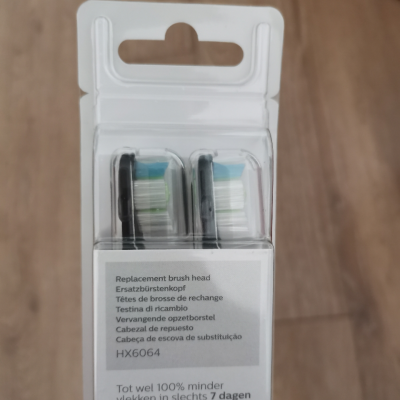 Replacement brush head
Ersatzbürstenkopf
Têtes de brosse de rechange
Testina di ricambio
Vervangende opzetborstel
Cabezal de repuesto
Cabeça de escova de substituição
HX6064
Tot wel 100% minder
vlekken in slechts 7 dagen